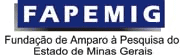 FAPEMIG
Fundação de Amparo à Pesquisa do
Estado de Minas Gerais